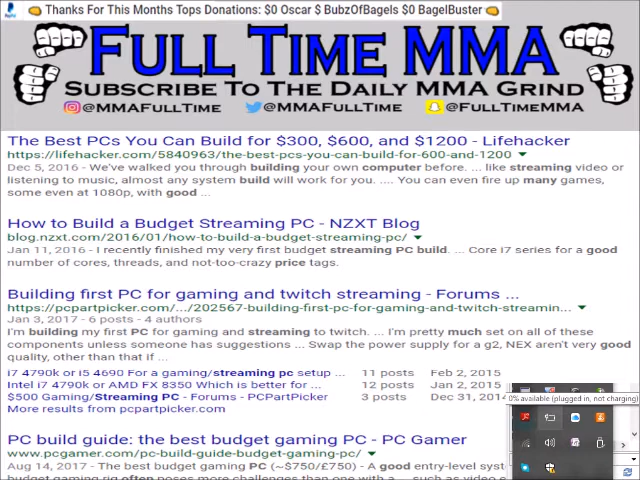 Thanks For This Months Tops Donations: $0 Oscar $ BubzOfBagels $0 BagelBuster
Full Time MMA
Subscribe To The Daily MMA Grind
@MMAFullTime @MMAFullTime @FullTimeMMA
The Best PCs You Can Build for $300, $600, and $1200 - Lifehacker
https://lifehacker.com/5840963/the-best-pcs-you-can-build-for-600-and-1200
Dec 5, 2016 - We've walked you through building your own computer before. ... like streaming video or
listening to music, almost any system build will work for you. .... You can even fire up many games,
some even at 1080p, with good ...
How to Build a Budget Streaming PC - NZXT Blog
blog.nzxt.com/2016/01/how-to-build-a-budget-streaming-pc/
Jan 11, 2016 - I recently finished my very first budget streaming PC build. ... Core i7 series for a good
number of cores, threads, and not-too-crazy price tags.
Building first PC for gaming and twitch streaming - Forums ...
https://pcpartpicker.com/.../202567-building-first-pc-for-gaming-and-twitch-streamin...
Jan 3, 2017 - 6 posts - 4 authors
I'm building my first PC for gaming and streaming to twitch. ... I'm pretty much set on all of these
components unless someone has suggestions ... Swap the power supply for a g2, NEX aren't very good
quality, other than that if ...
i7 4790k or I5 4690 For a gaming/streaming pc setup ... 11 posts Feb 2, 2015
Intel i7 4790k or AMD FX 8350 Which is better for ... 12 posts Jan 2, 2015
$500 Gaming/Streaming PC - Forums - PCPartPicker 3 posts Dec 31, 2014
More results from pcpartpicker.com
0% available (plugged in, not charging)
PC build guide: the best budget gaming PC - PC Gamer
www.pcgamer.com/pc-build-guide-budget-gaming-pc/
Aug 14, 2017 - The best budget gaming PC (~$750/£750) - A good entry-level syst
budget gaming rig often poses more challenges than one with a